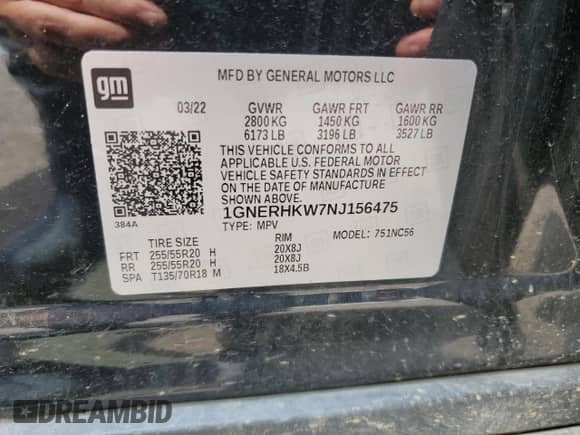 gm
MFD BY GENERAL MOTORS LLC
03/22 GVWR GAWR FRT GAWR RR
2800 KG 1450 KG 1600 KG
6173 LB 3196 LB 3527 LB
THIS VEHICLE CONFORMS TO ALL
APPLICABLE U.S. FEDERAL MOTOR
VEHICLE SAFETY STANDARDS IN EFFECT
ON THE DATE OF MANUFACTURE
SHOWN ABOVE.
384A
1GNERHKW7NJ156475
TYPE: MPV MODEL: 751NC56
TIRE SIZE RIM
FRT 255/55R20 H 20X8J
RR 255/55R20 H 20X8J
SPA T135/70R18 M 18X4.5B
DREAMBID